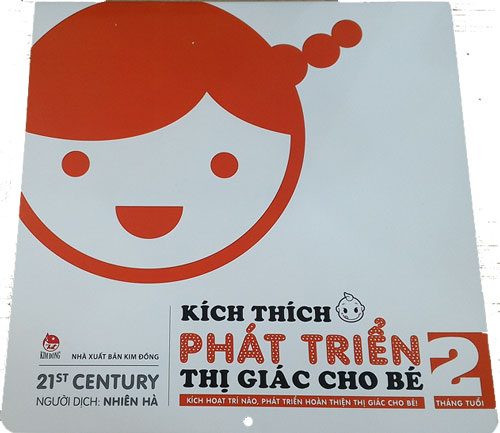 KÍCH THÍCH
PHÁT TRIỂN
THỊ GIÁC CHO BÉ
KÍCH HOẠT TRÍ NÃO, PHÁT TRIỂN HOÀN THIỆN THỊ GIÁC CHO BÉ!
2
THÁNG TUỔI
KIM ĐỒNG
NHÀ XUẤT BẢN KIM ĐỒNG
21ST CENTURY
NGƯỜI DỊCH: NHIÊN HÀ